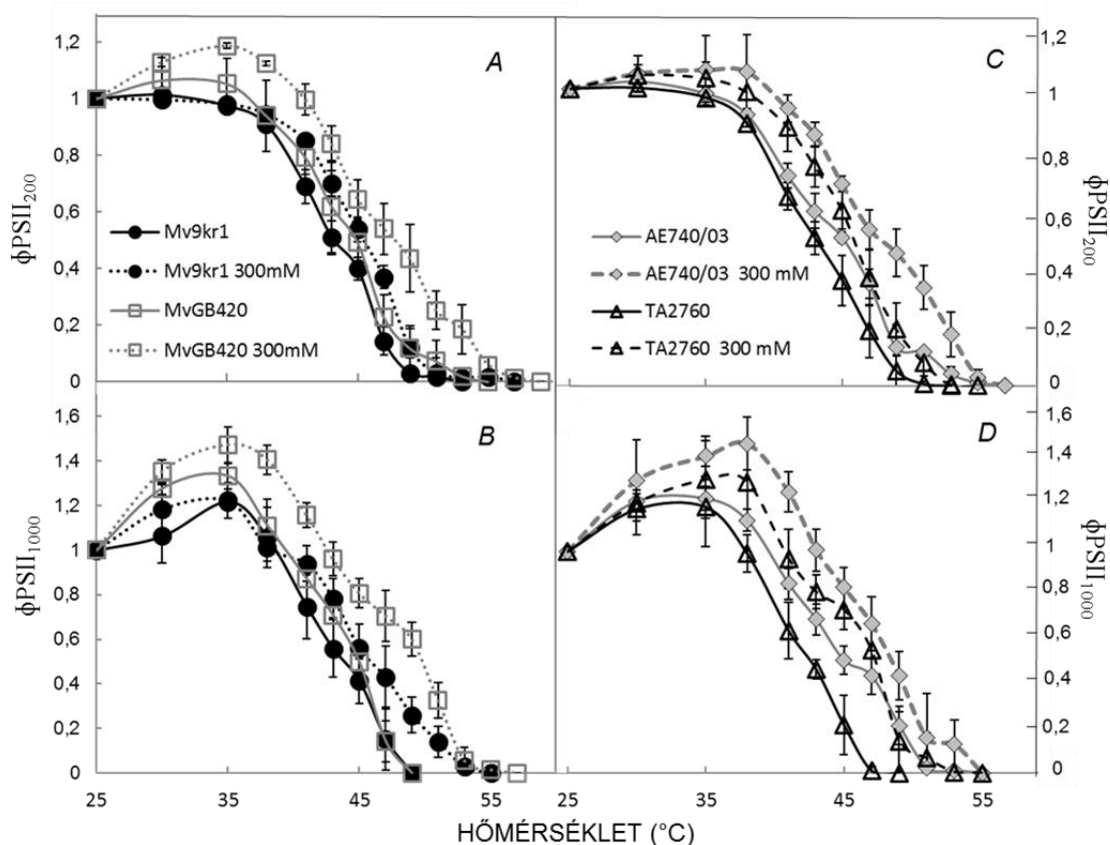 A
1,2
1
0,8
0,6
0,4
0,2
0
ϕPSII200
Mv9kr1
Mv9kr1 300mM
MvGB420
MvGB420 300mM
C
1,2
1
0,8
0,6
0,4
0,2
0
ϕPSII200
AE740/03
AE740/03 300 mM
TA2760
TA2760 300 mM
B
1,6
1,4
1,2
1
0,8
0,6
0,4
0,2
0
ϕPSII1000
25 35 45 55
D
1,6
1,4
1,2
1
0,8
0,6
0,4
0,2
0
ϕPSII1000
25 35 45 55
HŐMÉRSÉKLET (°C)